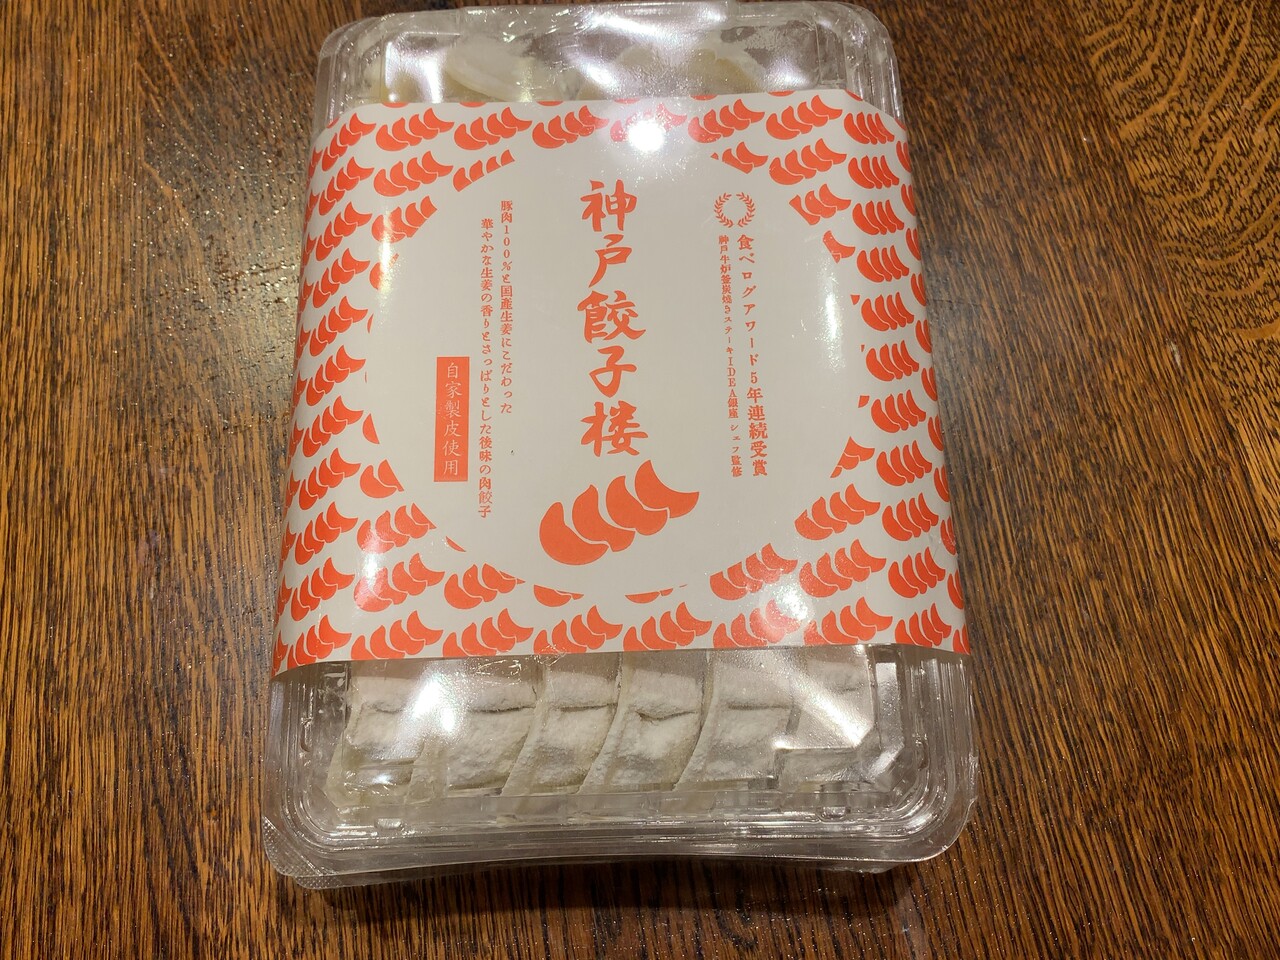 食べログアワード5年連続受賞
神戸牛炉釜炭焼きステーキIDEA銀座 シェフ監修
神戸餃子楼
豚肉100%と国産生姜にこだわった
華やかな生姜の香りとさっぱりとした後味の肉餃子
自家製皮使用